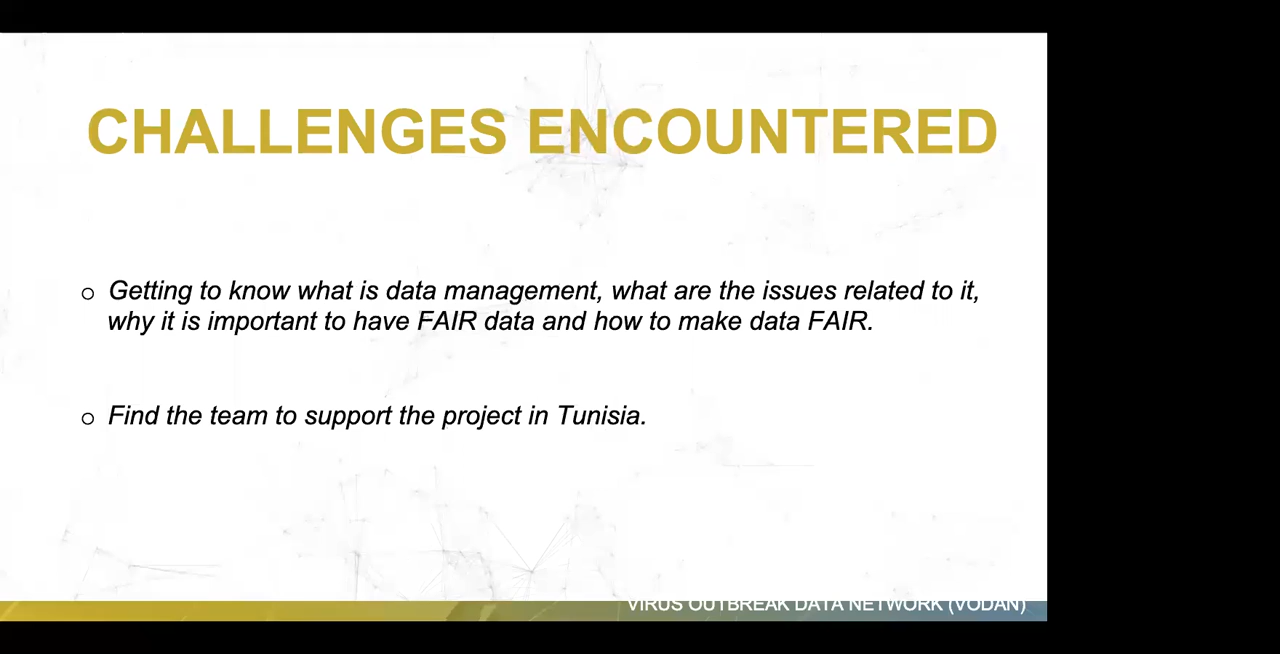 CHALLENGES ENCOUNTERED
○ Getting to know what is data management, what are the issues related to it,
why it is important to have FAIR data and how to make data FAIR.
○ Find the team to support the project in Tunisia.
VIRUS OUTBREAK DATA NETWORK (VODAN)